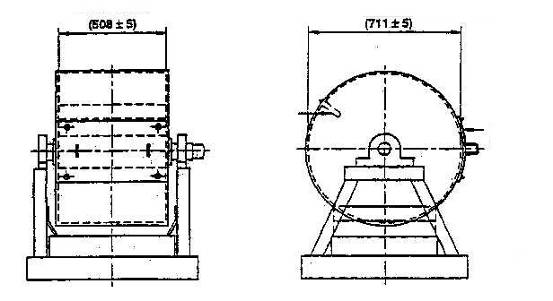 (508 ± 5)
(711 ± 5)